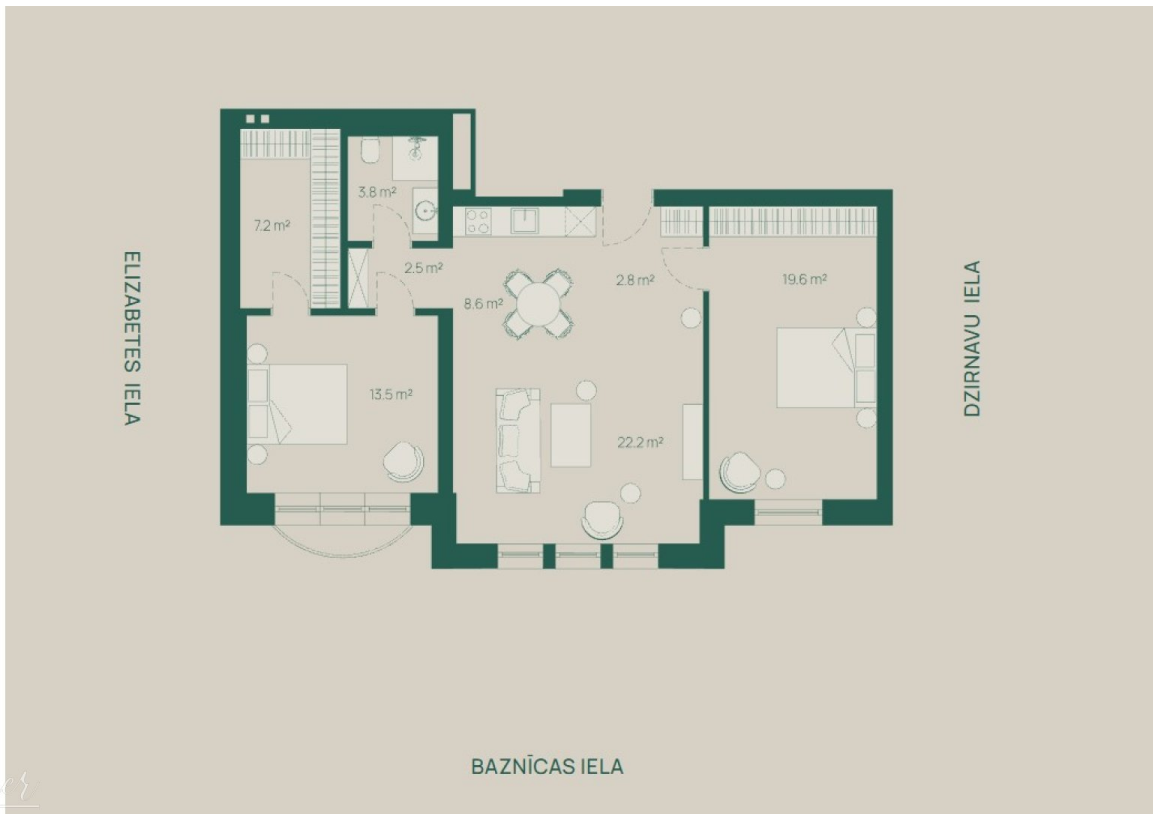 3.8 m²
7.2 m²
2.5 m²
8.6 m²
2.8 m²
19.6 m²
13.5 m²
22.2 m²
ELIZABETES IELA
DZIRNAVU IELA
BAZNĪCAS IELA